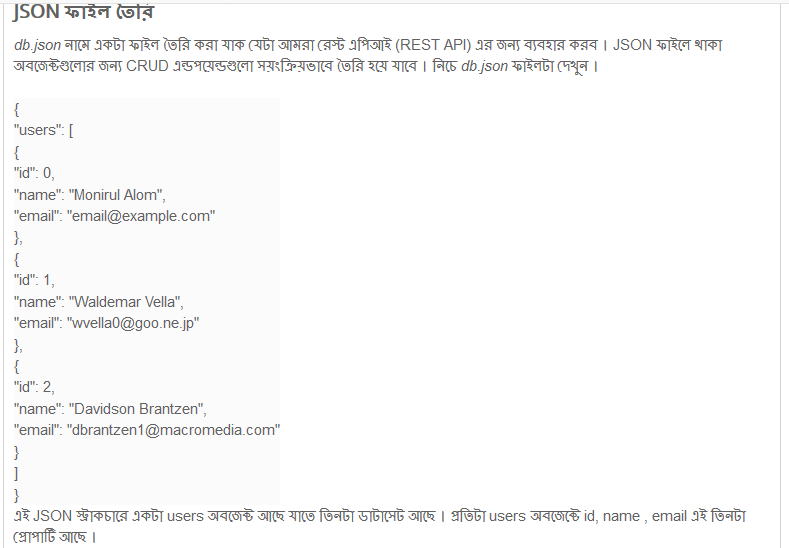 JSON ফাইল তৈরি
db.json নামে একটা ফাইল তৈরি করা যাক যেটা আমরা রেস্ট এপিআই (REST API) এর জন্য ব্যবহার করব । JSON ফাইলে থাকা
অবজেক্টগুলোর জন্য CRUD এন্ডপয়েন্ডগুলো সয়ংক্রিয়ভাবে তৈরি হয়ে যাবে । নিচে db.json ফাইলটা দেখুন ।
{
"users": [
{
"id": 0,
"name": "Monirul Alom",
"email": "email@example.com"
},
{
"id": 1,
"name": "Waldemar Vella",
"email": "wvella0@goo.ne.jp"
},
{
"id": 2,
"name": "Davidson Brantzen",
"email": "dbrantzen1@macromedia.com"
}
]
}
এই JSON স্ট্রাকচারে একটা users অবজেক্ট আছে যাতে তিনটা ডাটাসেট আছে । প্রতিটা users অবজেক্টে id, name , email এই তিনটা
প্রোপার্টি আছে ।